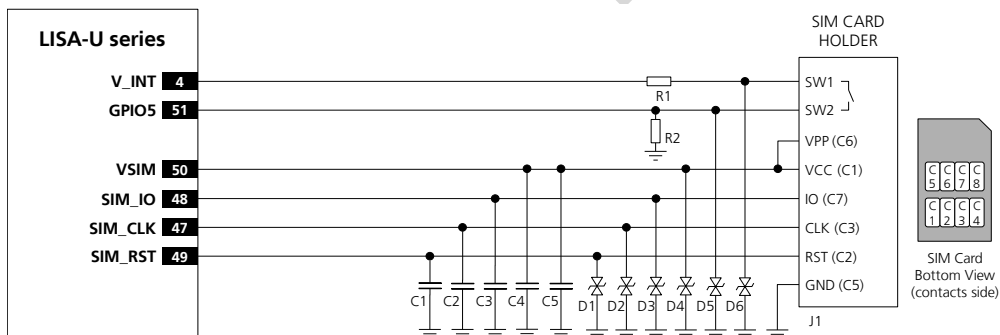 LISA-U series
SIM CARD
HOLDER
V_INT 4
R1
SW1
GPIO5 51
R2
SW2
VPP (C6)
VSIM 50
VCC (C1)
SIM_IO 48
IO (C7)
SIM_CLK 47
CLK (C3)
SIM_RST 49
RST (C2)
GND (C5)
C1 C2 C3 C4 C5 D1 D2 D3 D4 D5 D6
J1
C5 C6 C7 C8
C1 C2 C3 C4
SIM Card
Bottom View
(contacts side)